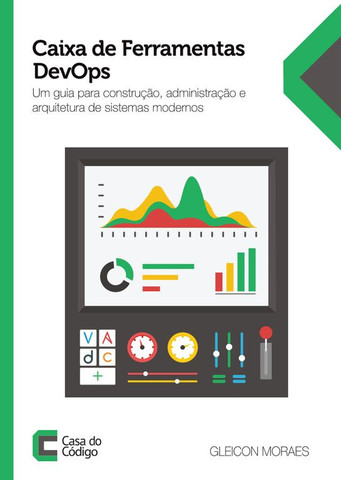 Caixa de Ferramentas
DevOps
Um guia para construção, administração e
arquitetura de sistemas modernos
V A
d C
+
Casa do
Código
GLEICON MORAES